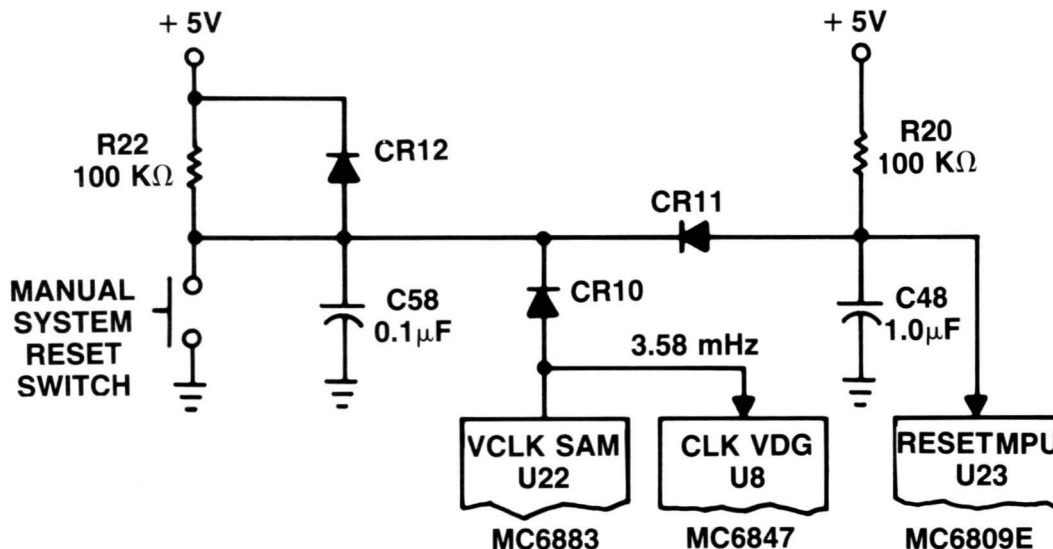 + 5V
+ 5V
R22
100 KΩ
CR12
R20
100 KΩ
CR11
MANUAL
SYSTEM
RESET
SWITCH
C58
0.1μF
CR10
C48
1.0μF
3.58 mHz
VCLK SAM
U22
CLK VDG
U8
RESETMPU
U23
MC6883
MC6847
MC6809E